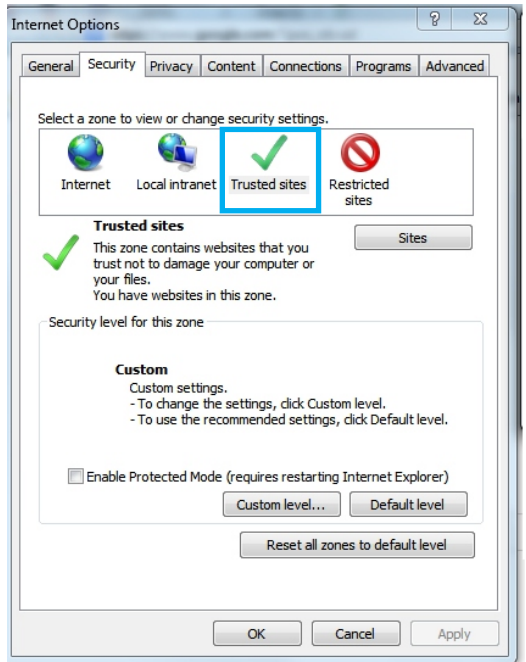 Internet Options
General Security Privacy Content Connections Programs Advanced
Select a zone to view or change security settings.
Internet Local intranet Trusted sites Restricted
sites
Trusted sites
Sites
This zone contains websites that you
trust not to damage your computer or
your files.
You have websites in this zone.
Security level for this zone
Custom
Custom settings.
- To change the settings, click Custom level.
- To use the recommended settings, click Default level.
Enable Protected Mode (requires restarting Internet Explorer)
Custom level... Default level
Reset all zones to default level
OK Cancel Apply